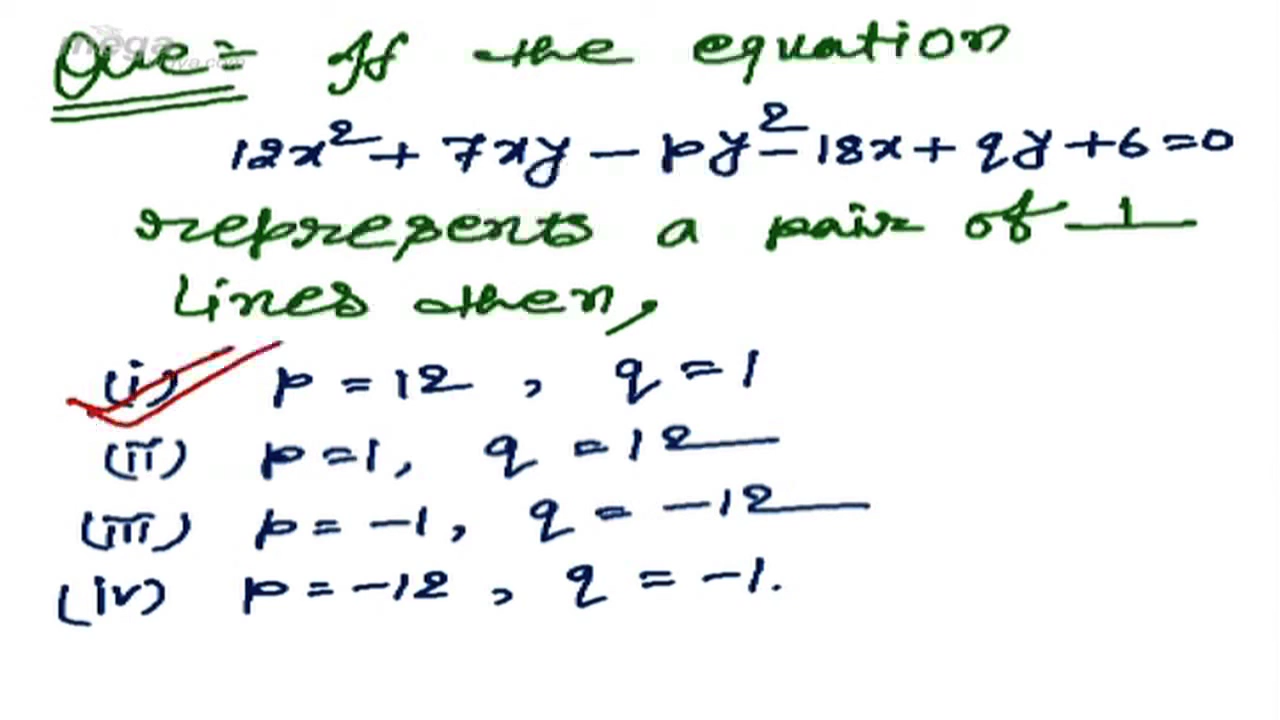 Que:- If the equation
12x² + 7xy - py² - 18x + qy + 6 = 0
represents a pair of ⊥
lines then,
(i) p = 12 , q = 1
(ii) p = 1, q = 12
(iii) p = -1, q = -12
(iv) p = -12 , q = -1.